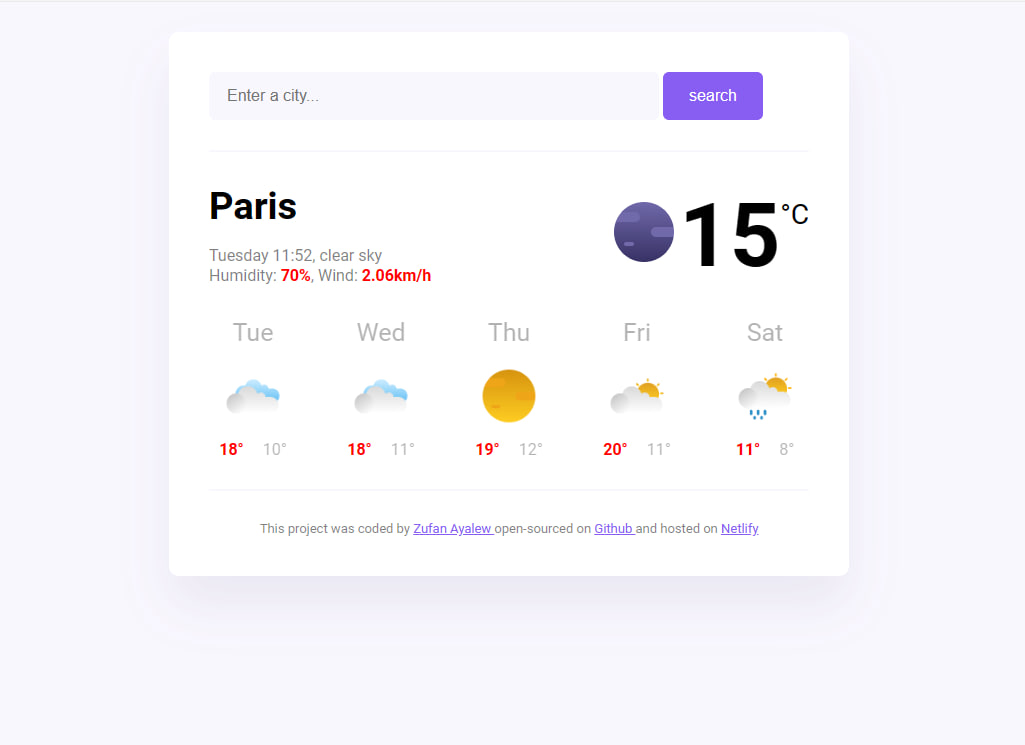 Enter a city...
search
Paris
15 °C
Tuesday 11:52, clear sky
Humidity: 70%, Wind: 2.06km/h
Tue Wed Thu Fri Sat
18° 10° 18° 11° 19° 12° 20° 11° 11° 8°
This project was coded by Zufan Ayalew open-sourced on Github and hosted on Netlify